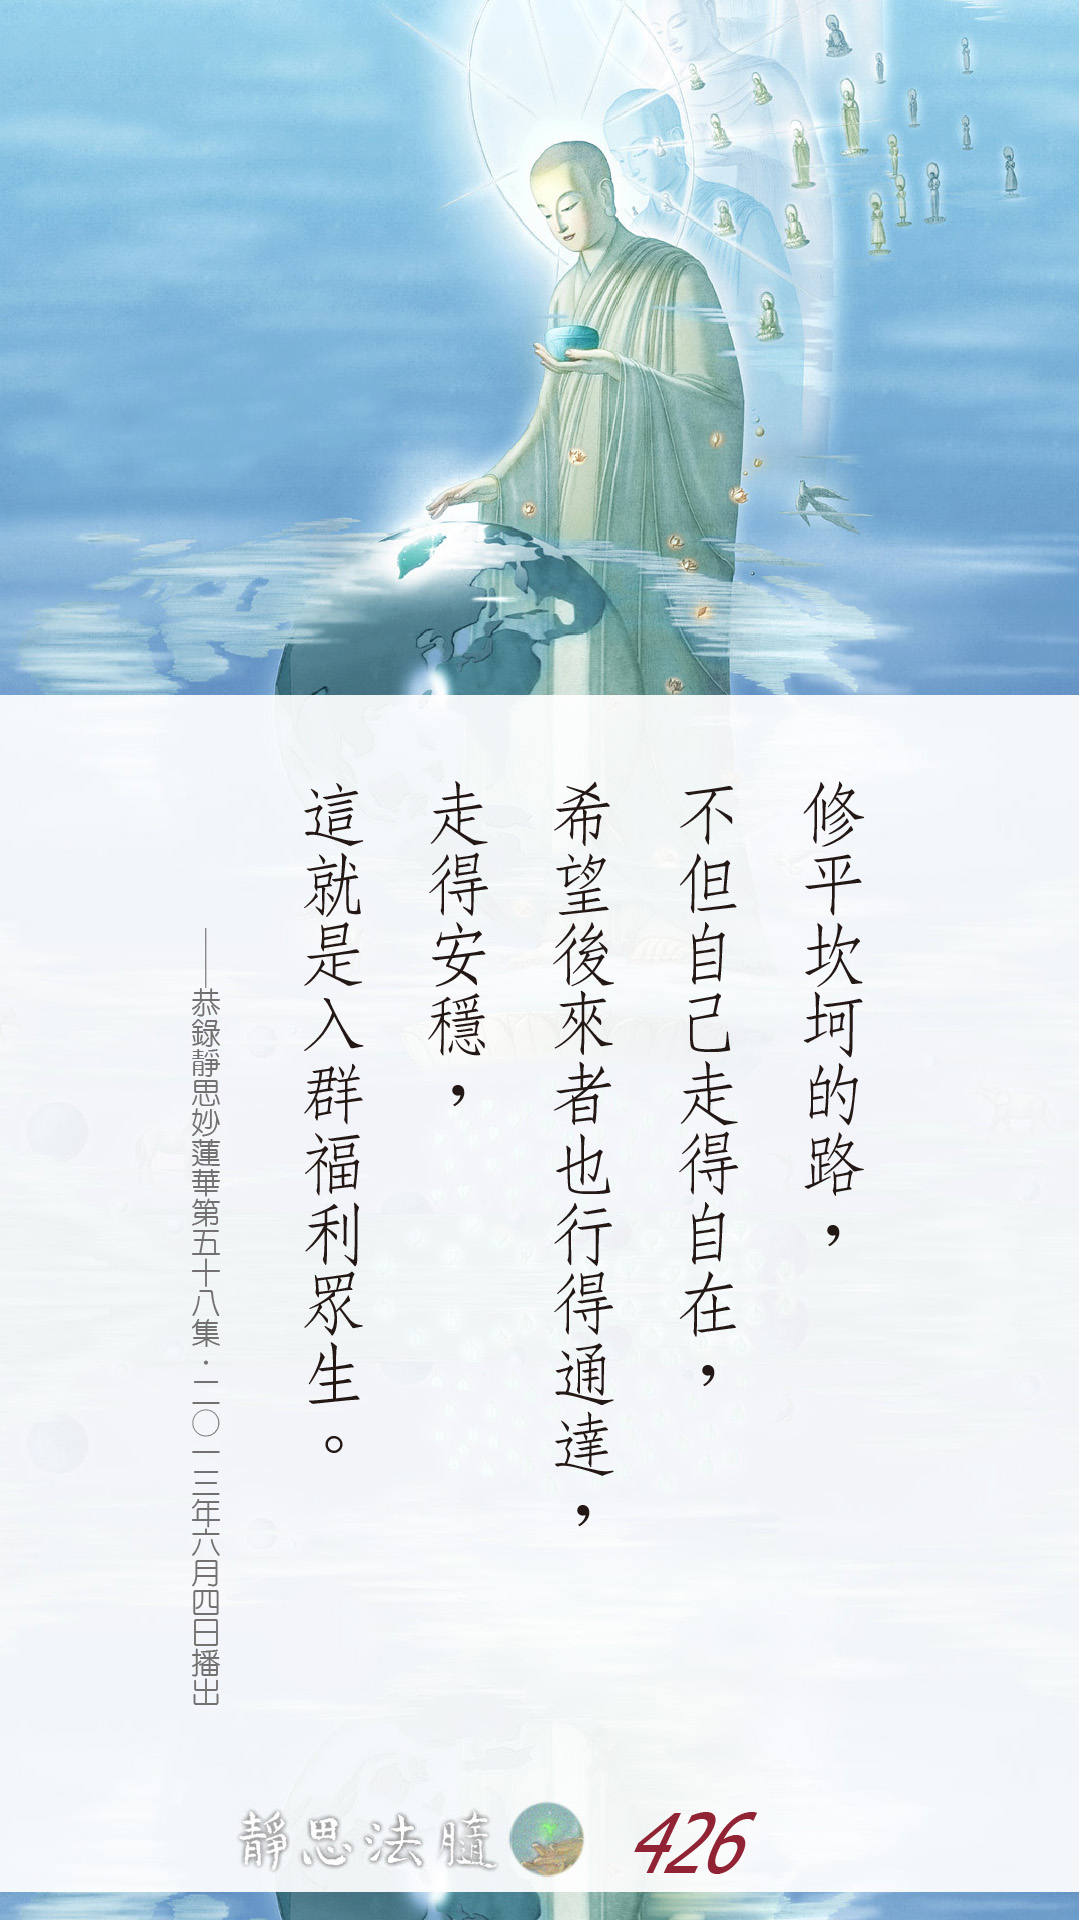 修平坎坷的路，
不但自己走得自在，
希望後來者也行得通達，
走得安穩，
這就是入群福利眾生。
——恭錄靜思妙蓮華第五十八集．二〇一三年六月四日播出
靜思法髓
426